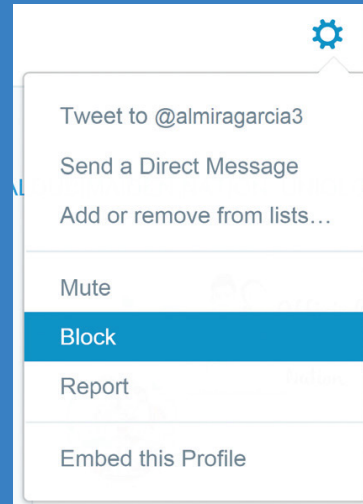 Tweet to @almiragarcia3
Send a Direct Message
Add or remove from lists...
Mute
Block
Report
Embed this Profile